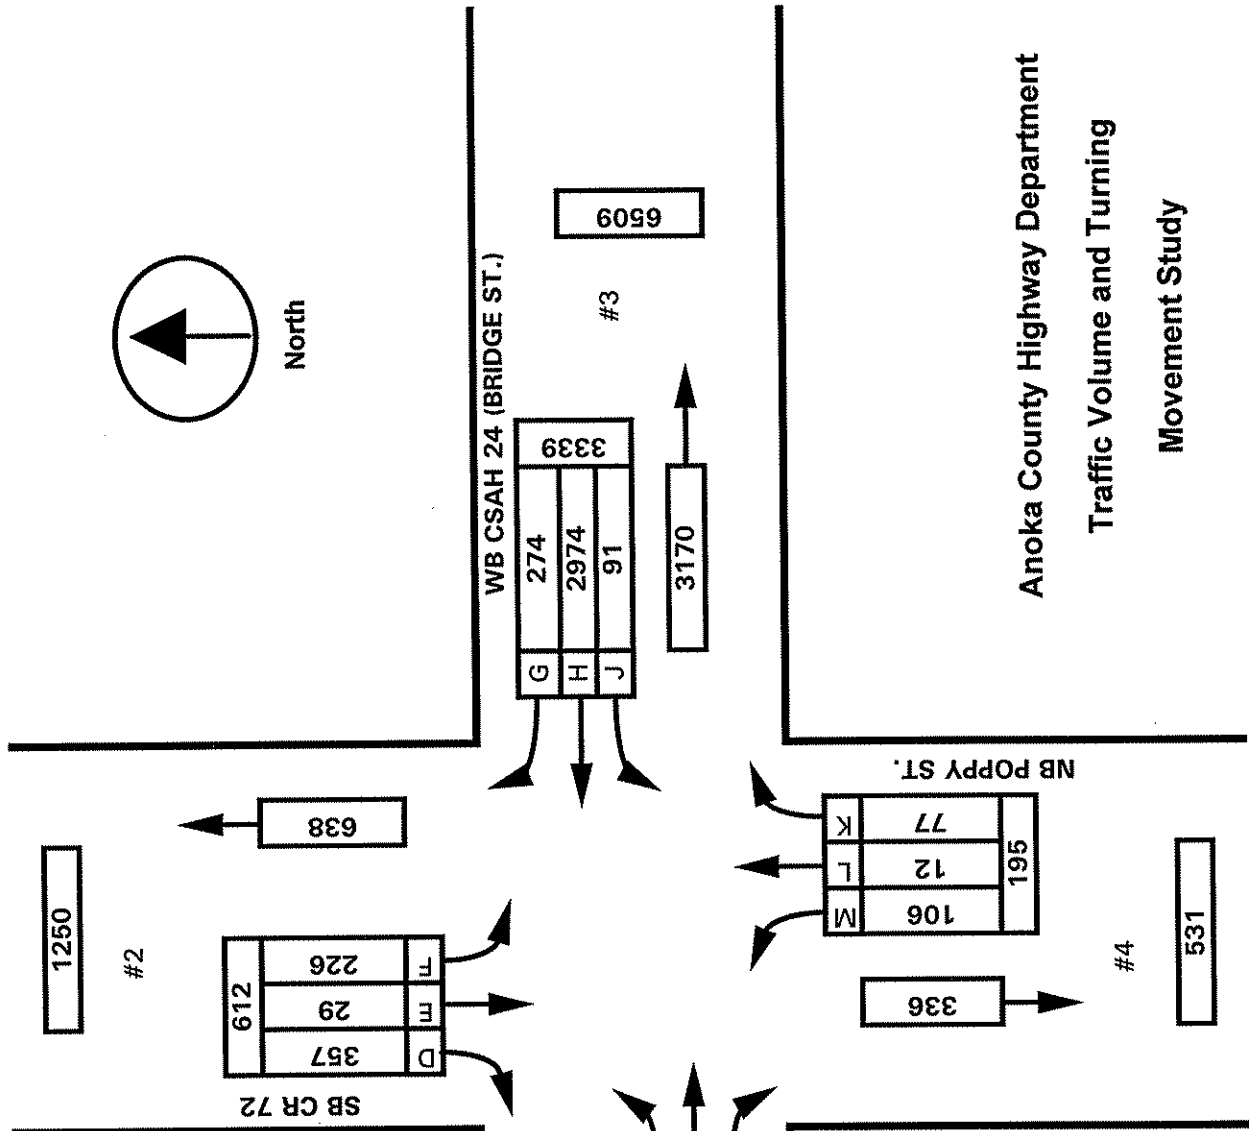 North
WB CSAH 24 (BRIDGE ST.)
G 274
H 2974
J 91
3339
3170
#3
6509
1250
#2
638
612
357 29 226
D E F
SB CR 72
NB POPPY ST.
M L K
106 12 77
195
336
#4
531
Anoka County Highway Department
Traffic Volume and Turning
Movement Study